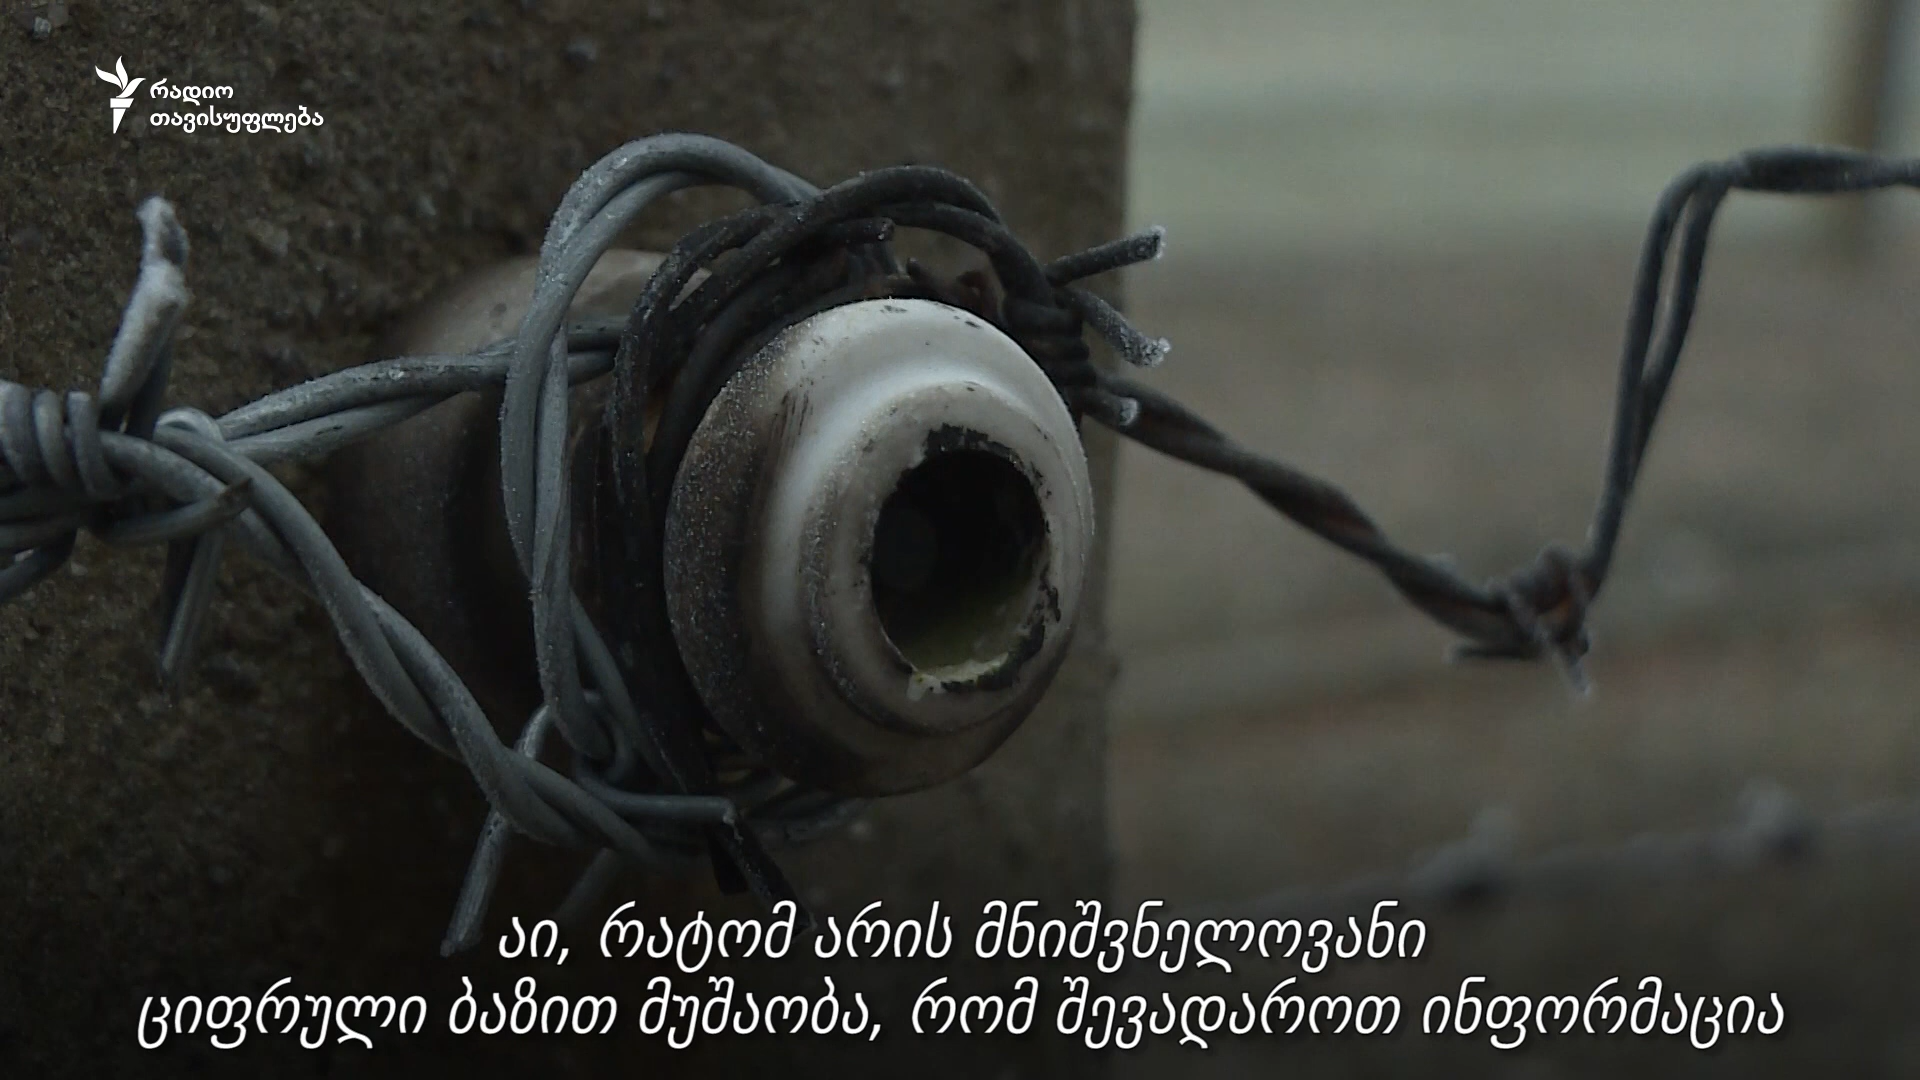 რადიო
თავისუფლება
აი, რატომ არის მნიშვნელოვანი
ციფრული ბაზით მუშაობა, რომ შევადაროთ ინფორმაცია